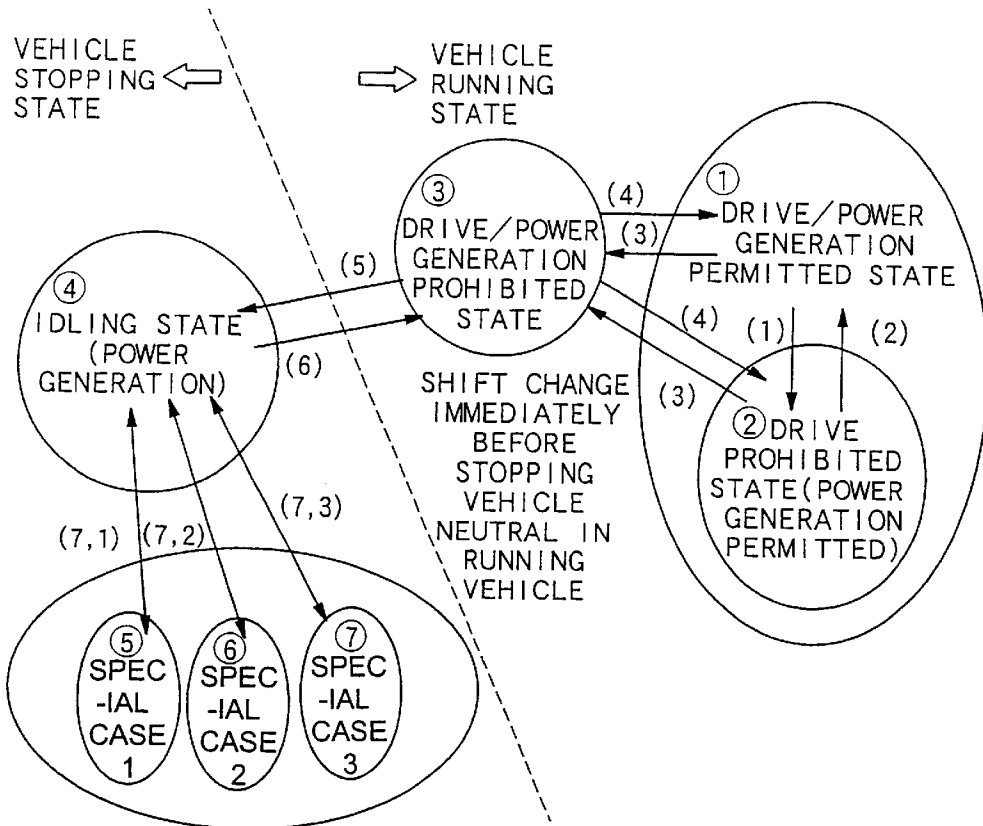 VEHICLE
STOPPING
STATE
VEHICLE
RUNNING
STATE
③
DRIVE/POWER
GENERATION
PROHIBITED
STATE
(4)
(3)
①
DRIVE/POWER
GENERATION
PERMITTED STATE
(5)
(6)
④
IDLING STATE
(POWER
GENERATION)
(4)
(3)
(1)
(2)
② DRIVE
PROHIBITED
STATE(POWER
GENERATION
PERMITTED)
SHIFT CHANGE
IMMEDIATELY
BEFORE
STOPPING
VEHICLE
NEUTRAL IN
RUNNING
VEHICLE
(7,1)
(7,2)
(7,3)
⑤
SPEC
-IAL
CASE
1
⑥
SPEC
-IAL
CASE
2
⑦
SPEC
-IAL
CASE
3